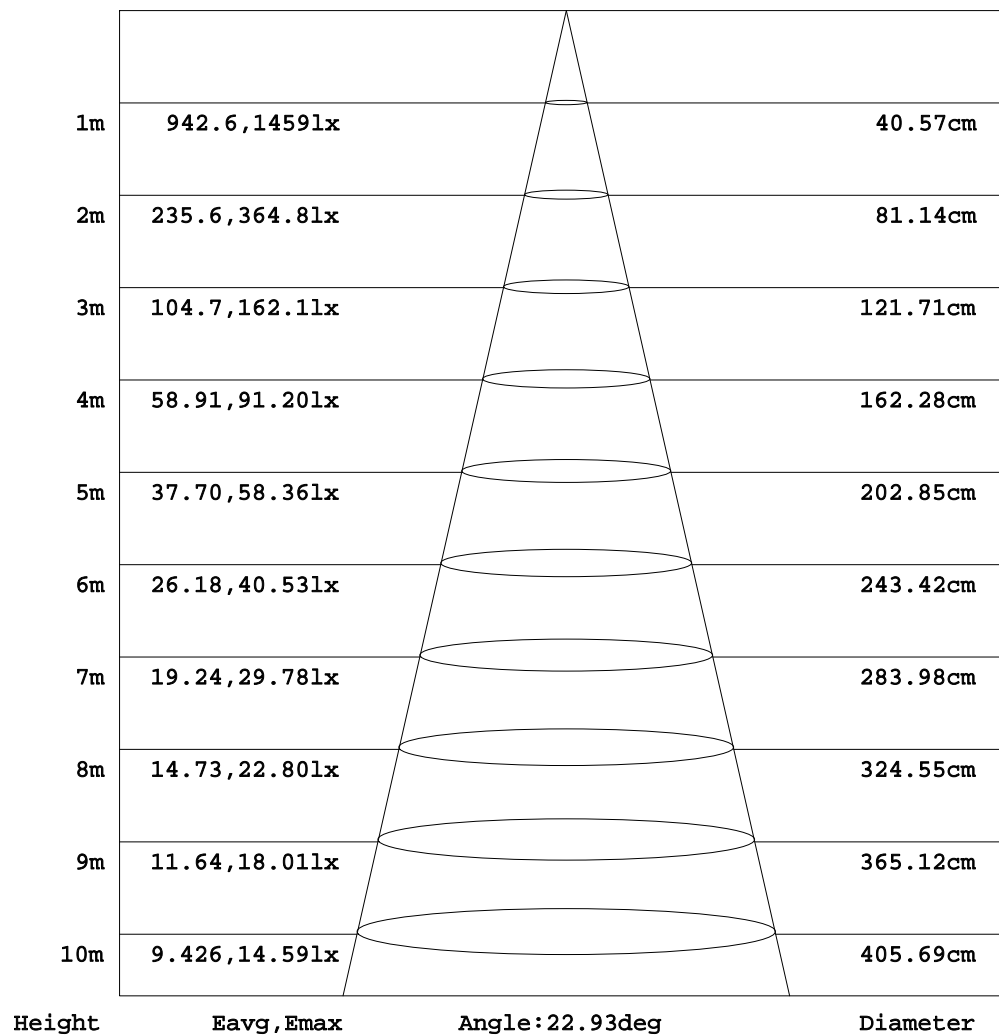 1m 942.6,1459lx 40.57cm
2m 235.6,364.8lx 81.14cm
3m 104.7,162.1lx 121.71cm
4m 58.91,91.20lx 162.28cm
5m 37.70,58.36lx 202.85cm
6m 26.18,40.53lx 243.42cm
7m 19.24,29.78lx 283.98cm
8m 14.73,22.80lx 324.55cm
9m 11.64,18.01lx 365.12cm
10m 9.426,14.59lx 405.69cm
Height Eavg,Emax Angle:22.93deg Diameter